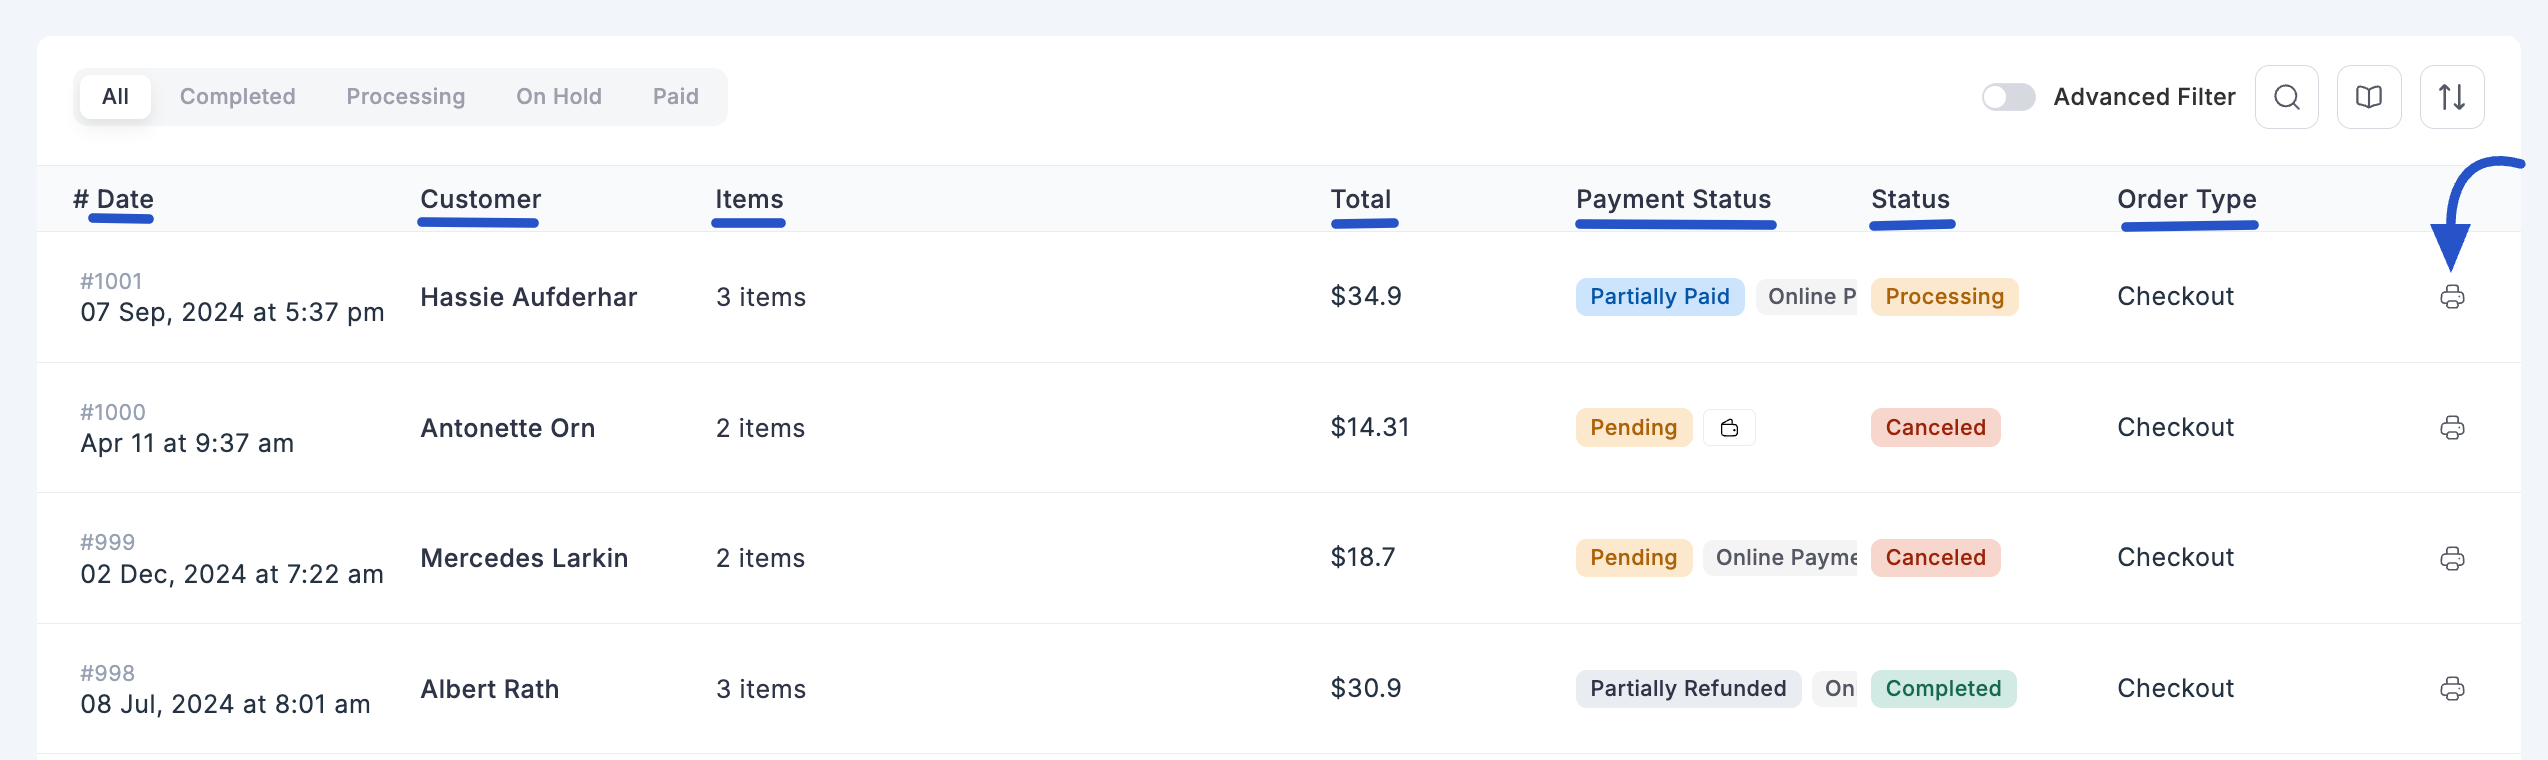 All Completed Processing On Hold Paid Advanced Filter
# Date Customer Items Total Payment Status Status Order Type
#1001
07 Sep, 2024 at 5:37 pm Hassie Aufderhar 3 items $34.9 Partially Paid Online P Processing Checkout
#1000
Apr 11 at 9:37 am Antonette Orn 2 items $14.31 Pending Canceled Checkout
#999
02 Dec, 2024 at 7:22 am Mercedes Larkin 2 items $18.7 Pending Online Payme Canceled Checkout
#998
08 Jul, 2024 at 8:01 am Albert Rath 3 items $30.9 Partially Refunded On Completed Checkout